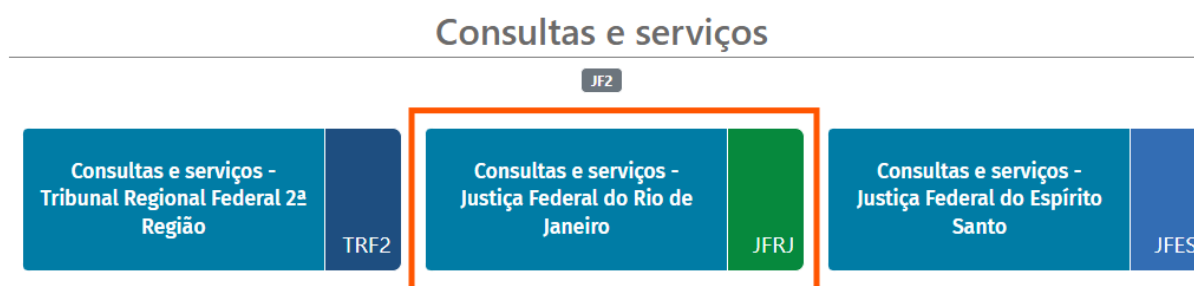 Consultas e serviços
JF2
Consultas e serviços -
Tribunal Regional Federal 2ª
Região
TRF2
Consultas e serviços -
Justiça Federal do Rio de
Janeiro
JFRJ
Consultas e serviços -
Justiça Federal do Espírito
Santo
JFES